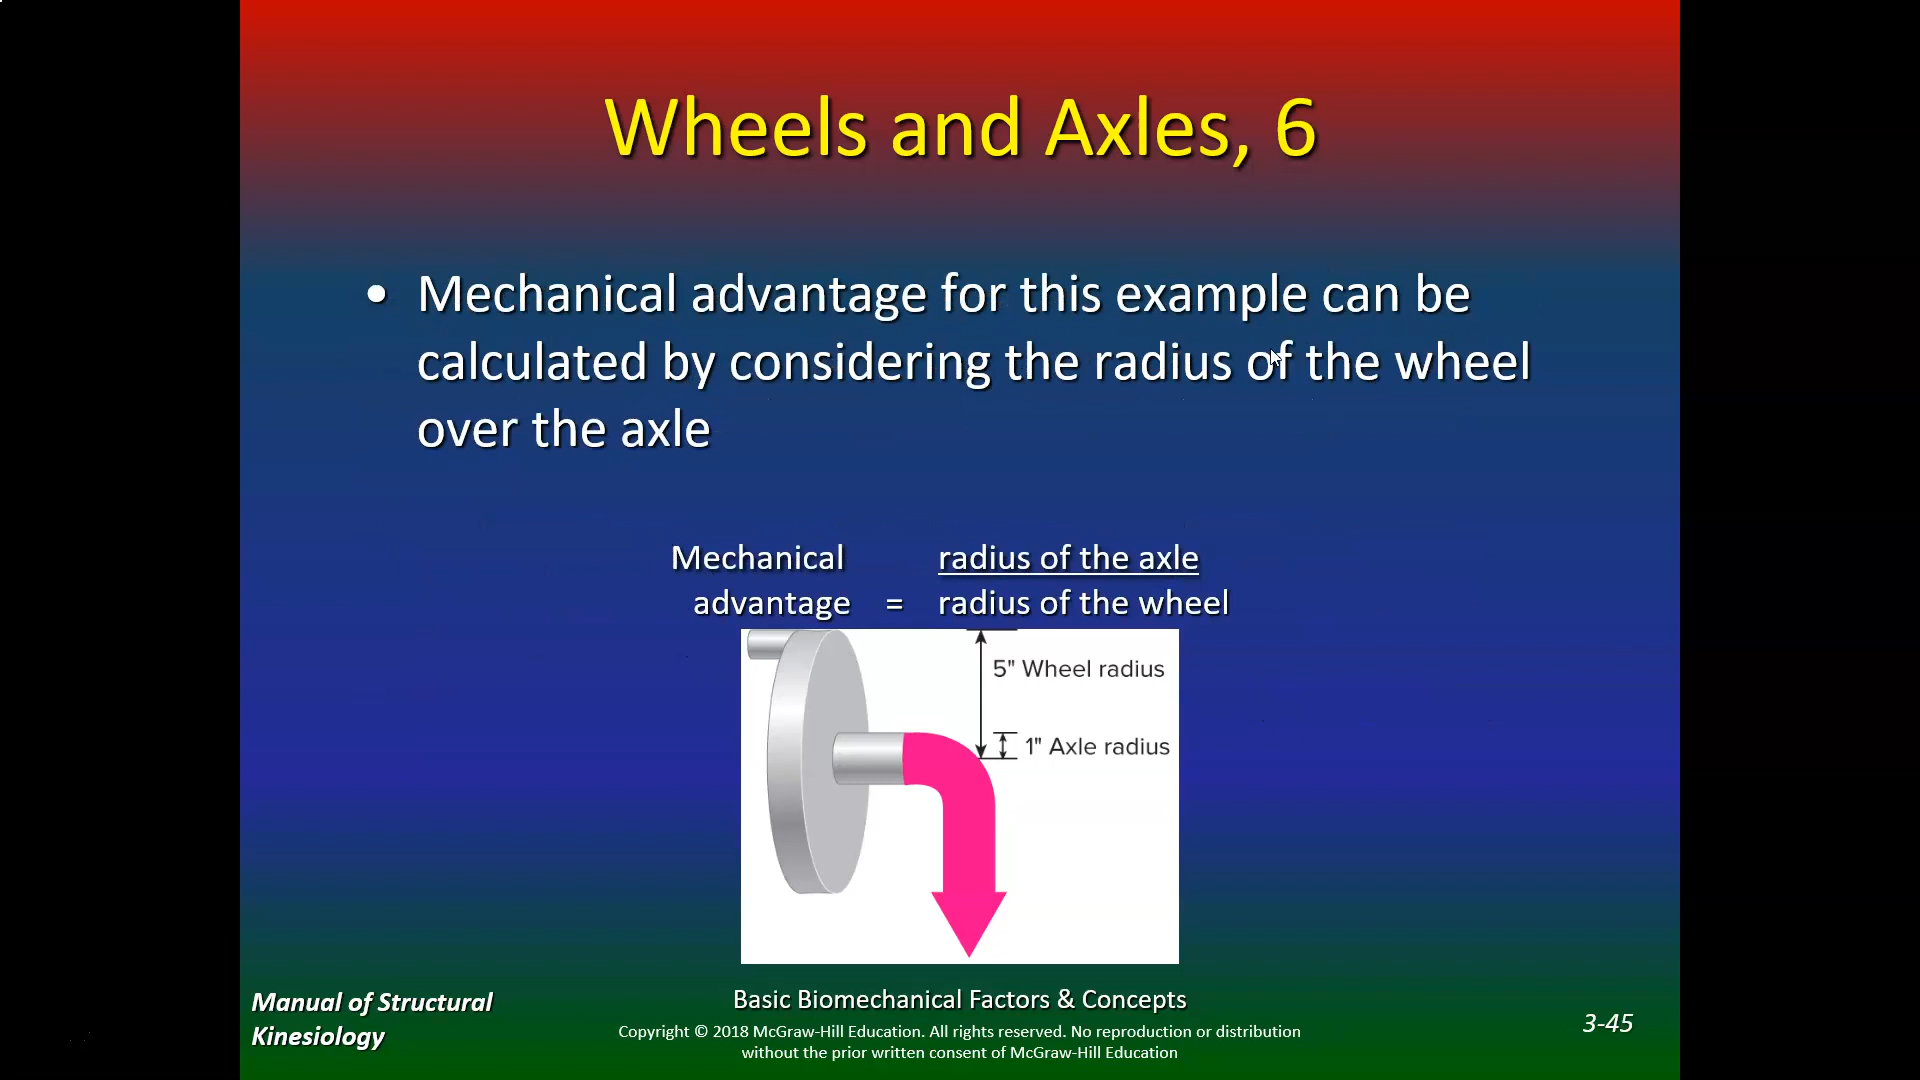 Wheels and Axles, 6
• Mechanical advantage for this example can be
calculated by considering the radius of the wheel
over the axle
Mechanical radius of the axle
advantage = radius of the wheel
5" Wheel radius
1" Axle radius
Manual of Structural
Kinesiology
Basic Biomechanical Factors & Concepts
Copyright © 2018 McGraw-Hill Education. All rights reserved. No reproduction or distribution
without the prior written consent of McGraw-Hill Education
3-45